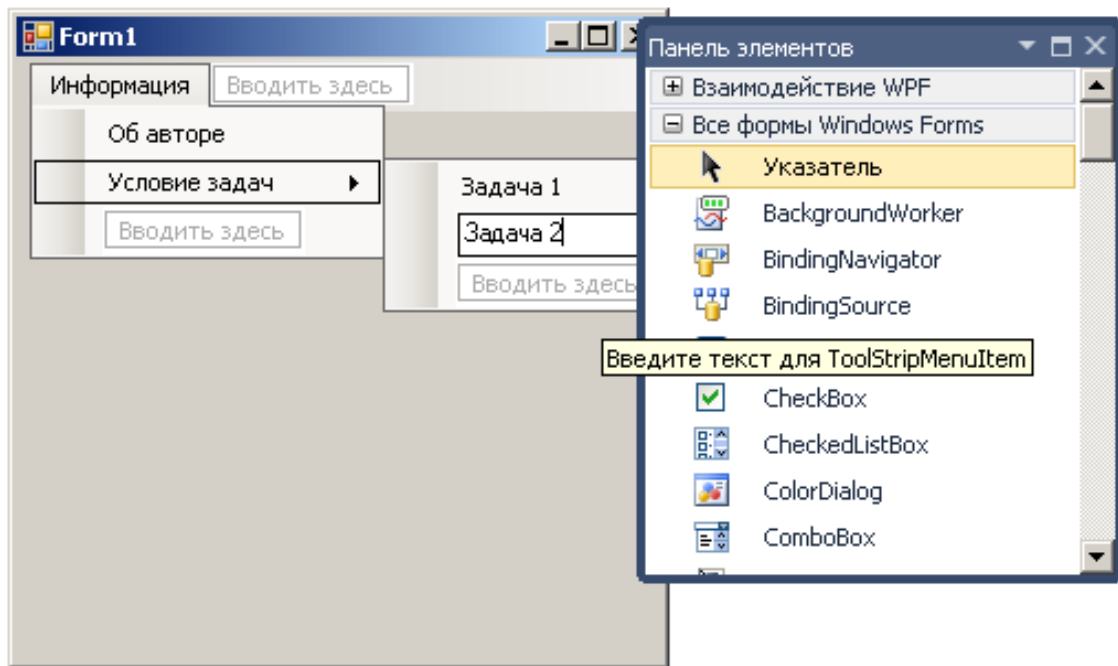 Form1
Информация
Вводить здесь
Об авторе
Условие задач
Вводить здесь
Задача 1
Задача 2
Вводить здесь
Панель элементов
Взаимодействие WPF
Все формы Windows Forms
Указатель
BackgroundWorker
BindingNavigator
BindingSource
Введите текст для ToolStripMenuItem
CheckBox
CheckedListBox
ColorDialog
ComboBox